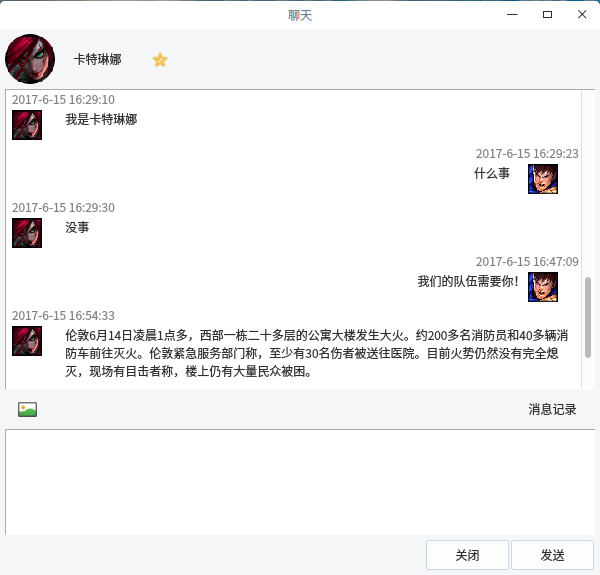 聊天
卡特琳娜
2017-6-15 16:29:10
我是卡特琳娜
2017-6-15 16:29:23
什么事
2017-6-15 16:29:30
没事
2017-6-15 16:47:09
我们的队伍需要你！
2017-6-15 16:54:33
伦敦6月14日凌晨1点多，西部一栋二十多层的公寓大楼发生大火。约200多名消防员和40多辆消
防车前往灭火。伦敦紧急服务部门称，至少有30名伤者被送往医院。目前火势仍然没有完全熄
灭，现场有目击者称，楼上仍有大量民众被困。
消息记录
关闭
发送